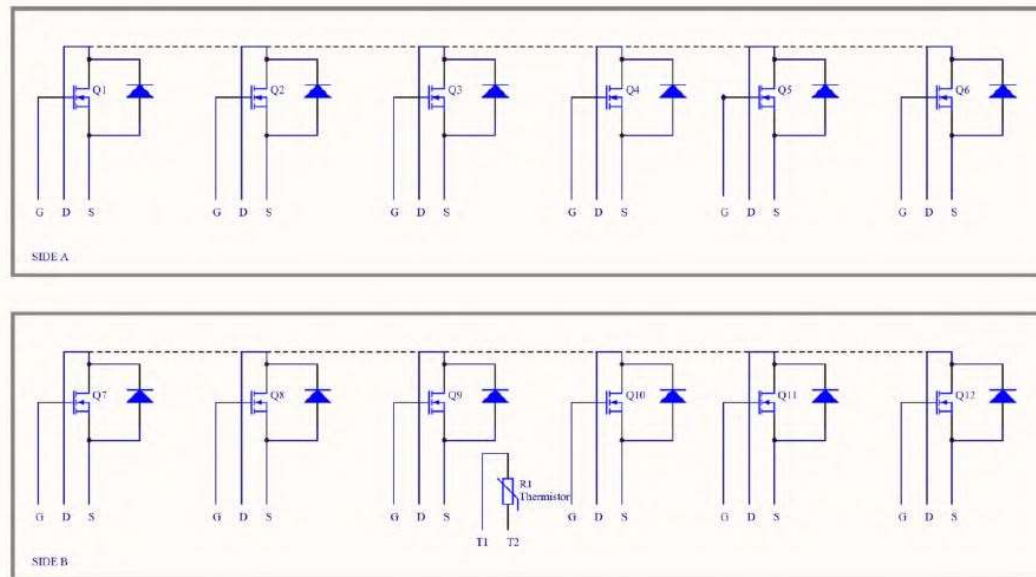 Q1 Q2 Q3 Q4 Q5 Q6
G D S G D S G D S G D S G D S G D S
SIDE A
Q7 Q8 Q9 Q10 Q11 Q12
R1
Thermistor
G D S G D S G D S G D S G D S G D S
T1 T2
SIDE B